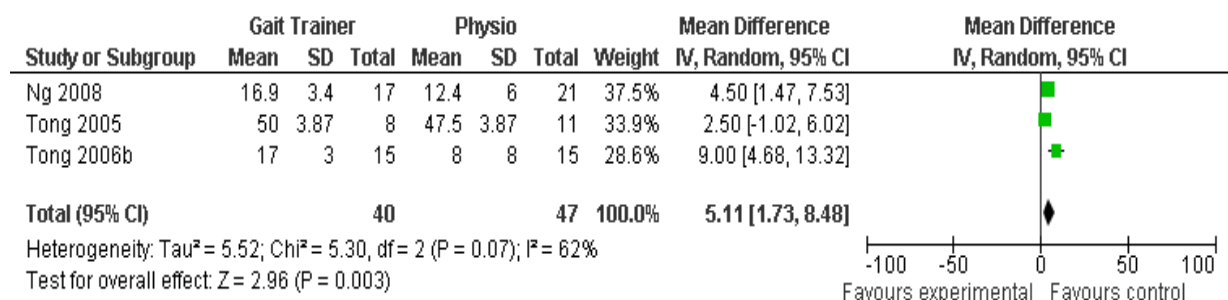 Gait Trainer Physio Mean Difference Mean Difference
Study or Subgroup Mean SD Total Mean SD Total Weight IV, Random, 95% CI IV, Random, 95% CI
Ng 2008 16.9 3.4 17 12.4 6 21 37.5% 4.50 [1.47, 7.53]
Tong 2005 50 3.87 8 47.5 3.87 11 33.9% 2.50 [-1.02, 6.02]
Tong 2006b 17 3 15 8 8 15 28.6% 9.00 [4.68, 13.32]
Total (95% CI) 40 47 100.0% 5.11 [1.73, 8.48]
Heterogeneity: Tau² = 5.52; Chi² = 5.30, df = 2 (P = 0.07); I² = 62%
Test for overall effect: Z = 2.96 (P = 0.003)
-100 -50 0 50 100
Favours experimental Favours control